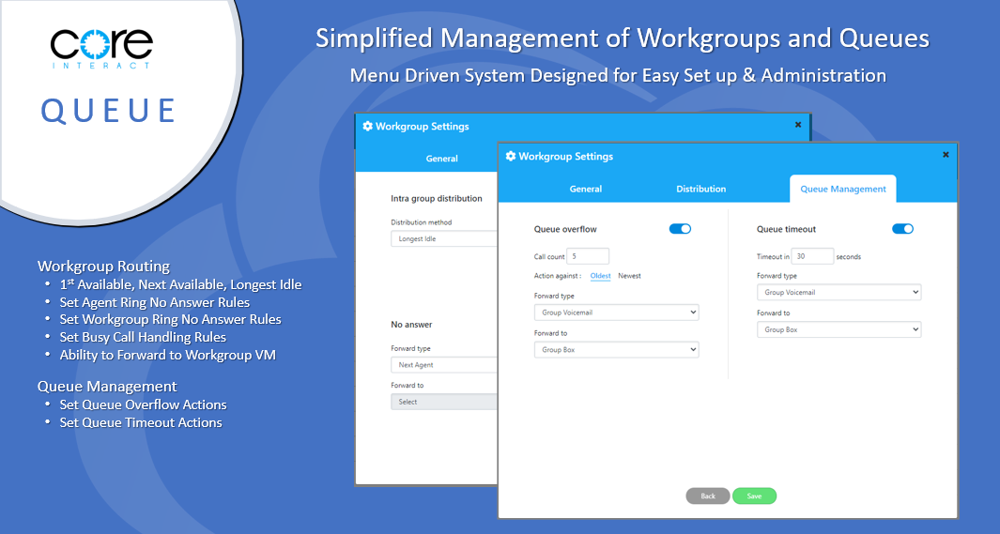 core
INTERACT
QUEUE
Simplified Management of Workgroups and Queues
Menu Driven System Designed for Easy Set up & Administration
Workgroup Routing
• 1st Available, Next Available, Longest Idle
• Set Agent Ring No Answer Rules
• Set Workgroup Ring No Answer Rules
• Set Busy Call Handling Rules
• Ability to Forward to Workgroup VM
Queue Management
• Set Queue Overflow Actions
• Set Queue Timeout Actions
Workgroup Settings
General
Intra group distribution
Distribution method
Longest Idle
No answer
Forward type
Next Agent
Forward to
Select
Workgroup Settings
General Distribution Queue Management
Queue overflow
Call count 5
Action against : Oldest Newest
Forward type
Group Voicemail
Forward to
Group Box
Queue timeout
Timeout in 30 seconds
Forward type
Group Voicemail
Forward to
Group Box
Back Save